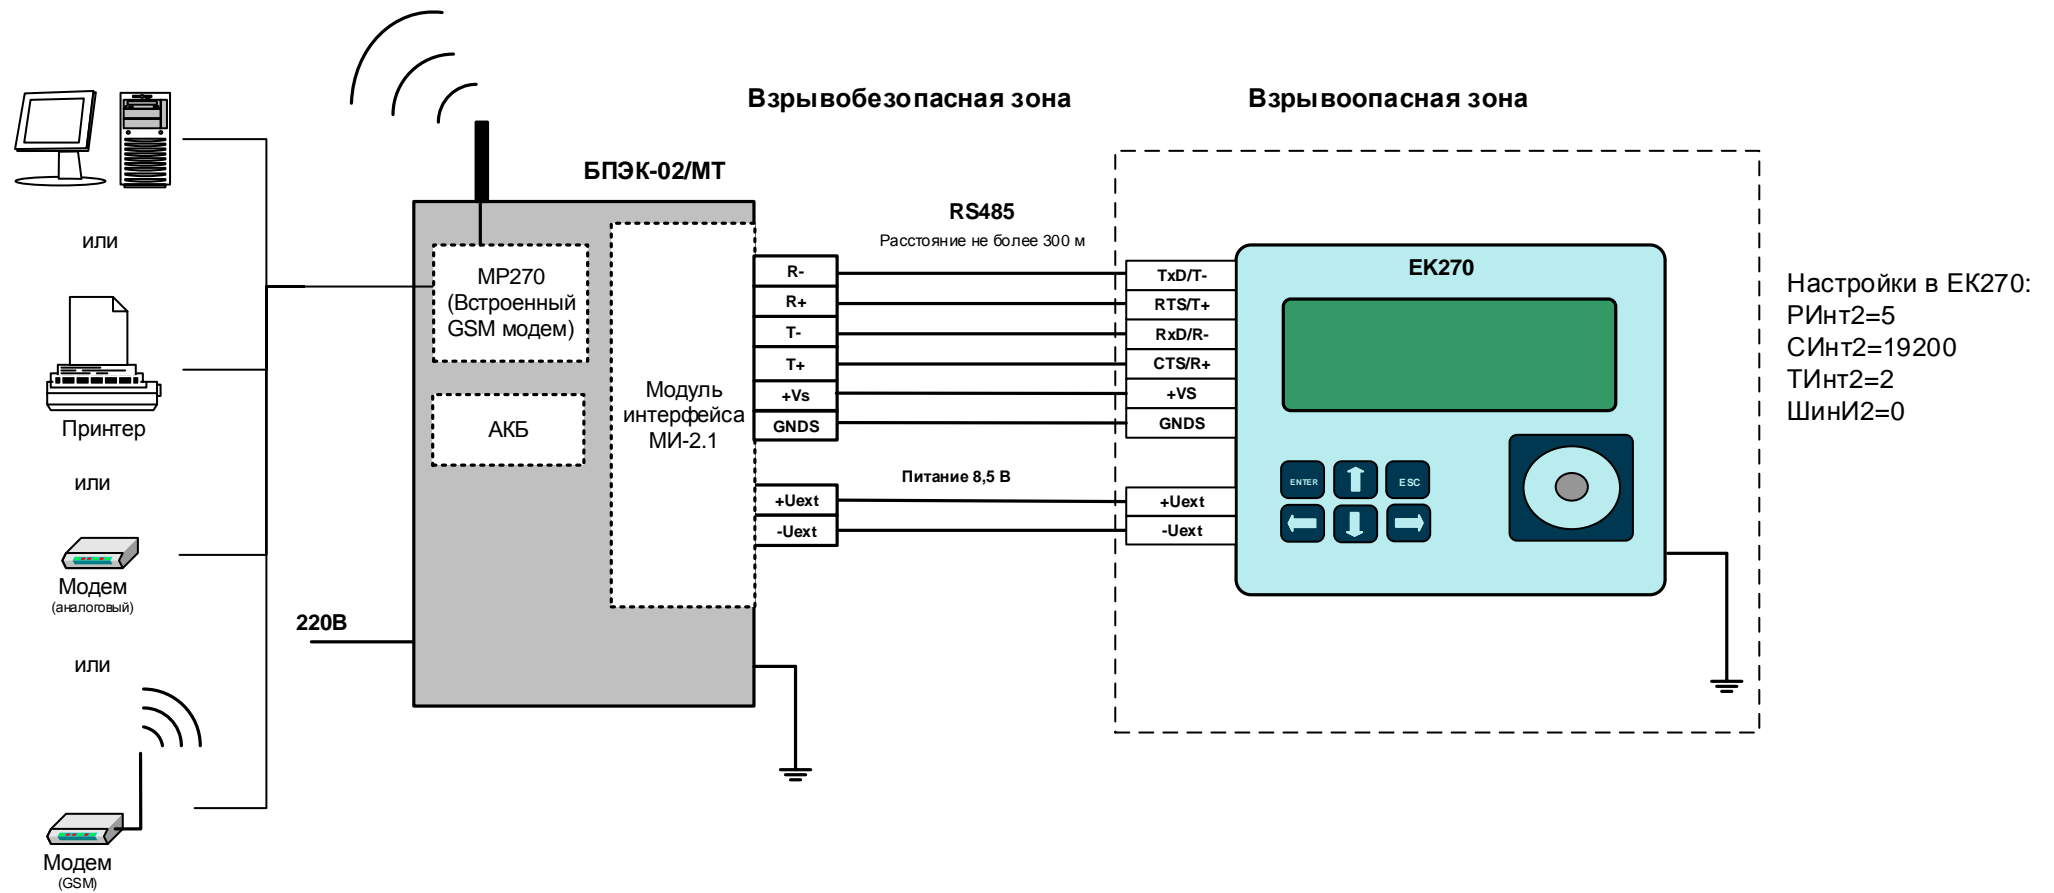 Взрывобезопасная зона
Взрывоопасная зона
БПЭК-02/МТ
RS485
Расстояние не более 300 м
или
Принтер
или
Модем
(аналоговый)
или
Модем
(GSM)
220В
МР270
(Встроенный
GSM модем)
АКБ
Модуль
интерфейса
МИ-2.1
R-
R+
T-
T+
+Vs
GNDS
+Uext
-Uext
Питание 8,5 В
TxD/T-
RTS/T+
RxD/R-
CTS/R+
+VS
GNDS
+Uext
-Uext
EK270
ENTER
ESC
Настройки в ЕК270:
РИнт2=5
СИнт2=19200
ТИнт2=2
ШинИ2=0